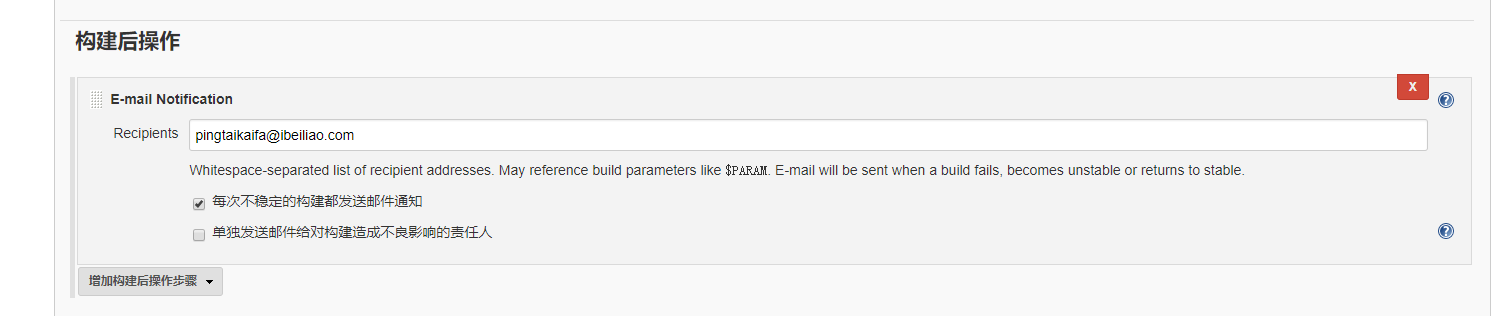 构建后操作
X
E-mail Notification
Recipients pingtaikaifa@ibeiliao.com
Whitespace-separated list of recipient addresses. May reference build parameters like $PARAM. E-mail will be sent when a build fails, becomes unstable or returns to stable.
每次不稳定的构建都发送邮件通知
单独发送邮件给对构建造成不良影响的责任人
增加构建后操作步骤